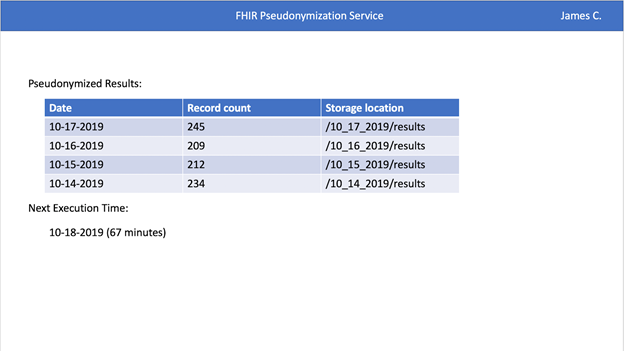 FHIR Pseudonymization Service James C.
Pseudonymized Results:
Date Record count Storage location
10-17-2019 245 /10_17_2019/results
10-16-2019 209 /10_16_2019/results
10-15-2019 212 /10_15_2019/results
10-14-2019 234 /10_14_2019/results
Next Execution Time:
10-18-2019 (67 minutes)